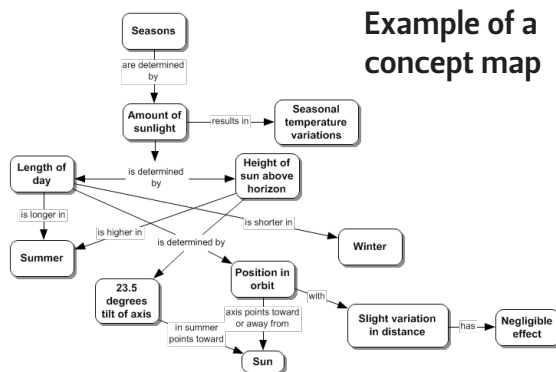 Example of a
concept map
Seasons
are determined
by
Amount of
sunlight
results in
Seasonal
temperature
variations
is determined
by
Length of
day
Height of
sun above
horizon
is longer in
is higher in
is shorter in
Summer
is determined by
Winter
23.5
degrees
tilt of axis
Position in
orbit
with
in summer
points toward
axis points toward
or away from
Slight variation
in distance
has
Negligible
effect
Sun